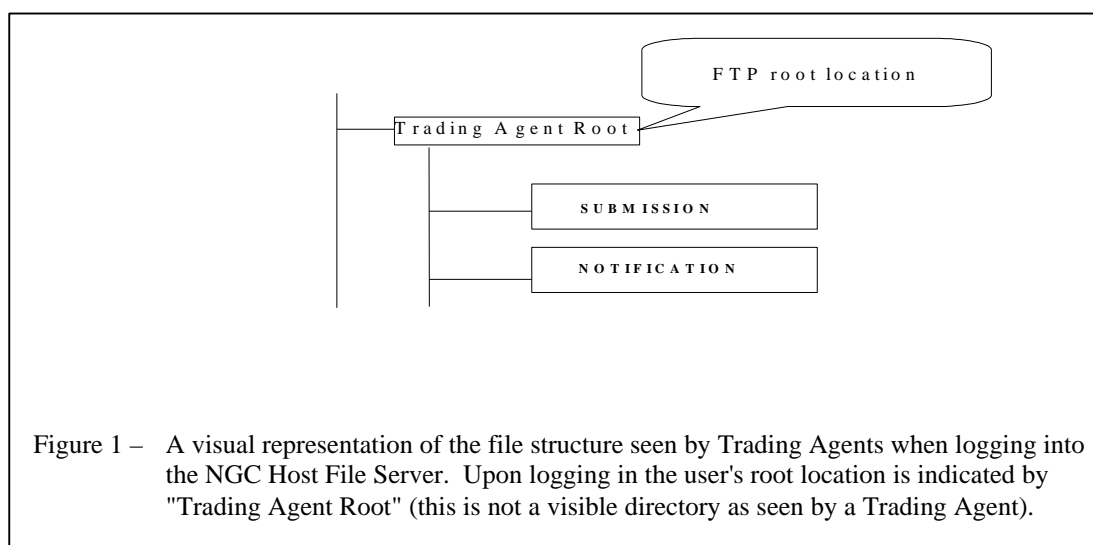 FTP root location
Trading Agent Root
SUBMISSION
NOTIFICATION
Figure 1 – A visual representation of the file structure seen by Trading Agents when logging into
the NGC Host File Server. Upon logging in the user's root location is indicated by
"Trading Agent Root" (this is not a visible directory as seen by a Trading Agent).